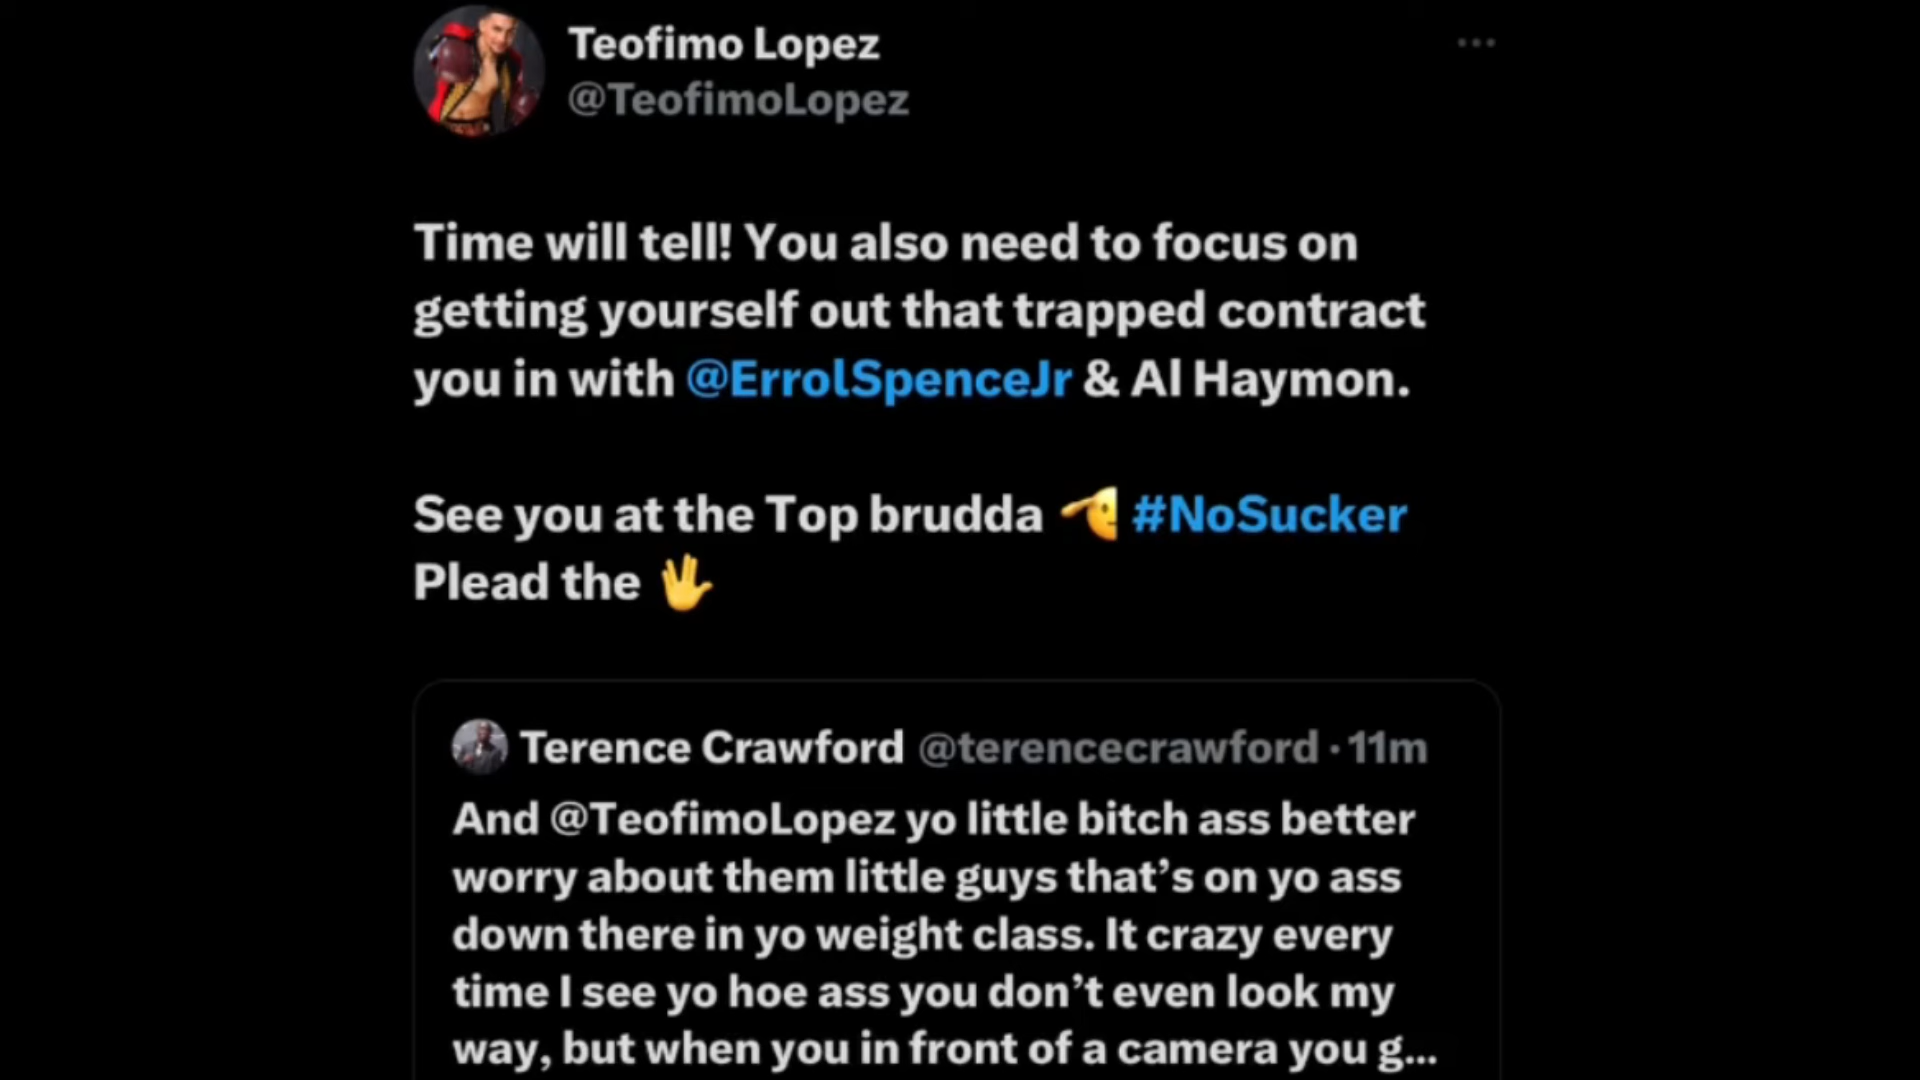 Teofimo Lopez
@TeofimoLopez
Time will tell! You also need to focus on
getting yourself out that trapped contract
you in with @ErrolSpenceJr & Al Haymon.
See you at the Top brudda #NoSucker
Plead the 🖖
Terence Crawford @terencecrawford · 11m
And @TeofimoLopez yo little bitch ass better
worry about them little guys that’s on yo ass
down there in yo weight class. It crazy every
time I see yo hoe ass you don’t even look my
way, but when you in front of a camera you g...